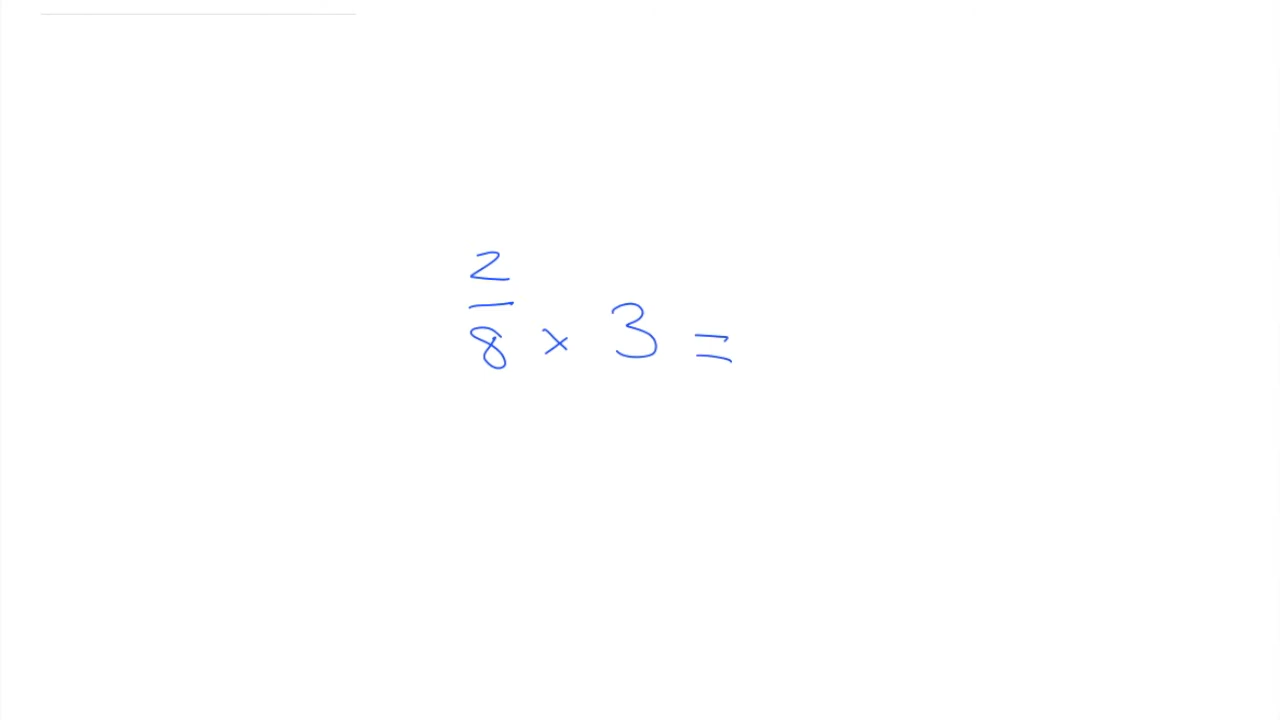 2/8 × 3 =